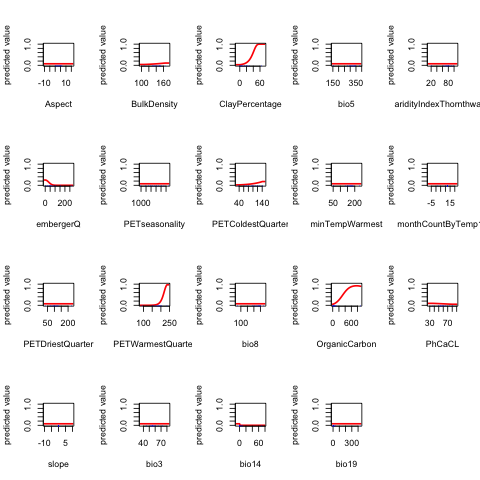 predicted value predicted value predicted value predicted value predicted value
0.0 1.0 0.0 1.0 0.0 1.0 0.0 1.0 0.0 1.0
-10 10 100 160 0 60 150 350 20 80
Aspect BulkDensity ClayPercentage bio5 aridityIndexThornthwa
predicted value predicted value predicted value predicted value predicted value
0.0 1.0 0.0 1.0 0.0 1.0 0.0 1.0 0.0 1.0
0 200 1000 40 140 50 200 -5 15
embergerQ PETseasonality PETColdestQuarter minTempWarmest monthCountByTemp1
predicted value predicted value predicted value predicted value predicted value
0.0 1.0 0.0 1.0 0.0 1.0 0.0 1.0 0.0 1.0
50 200 100 250 100 0 600 30 70
PETDriestQuarter PETWarmestQuarte bio8 OrganicCarbon PhCaCL
predicted value predicted value predicted value predicted value
0.0 1.0 0.0 1.0 0.0 1.0 0.0 1.0
-10 5 40 70 0 60 0 300
slope bio3 bio14 bio19